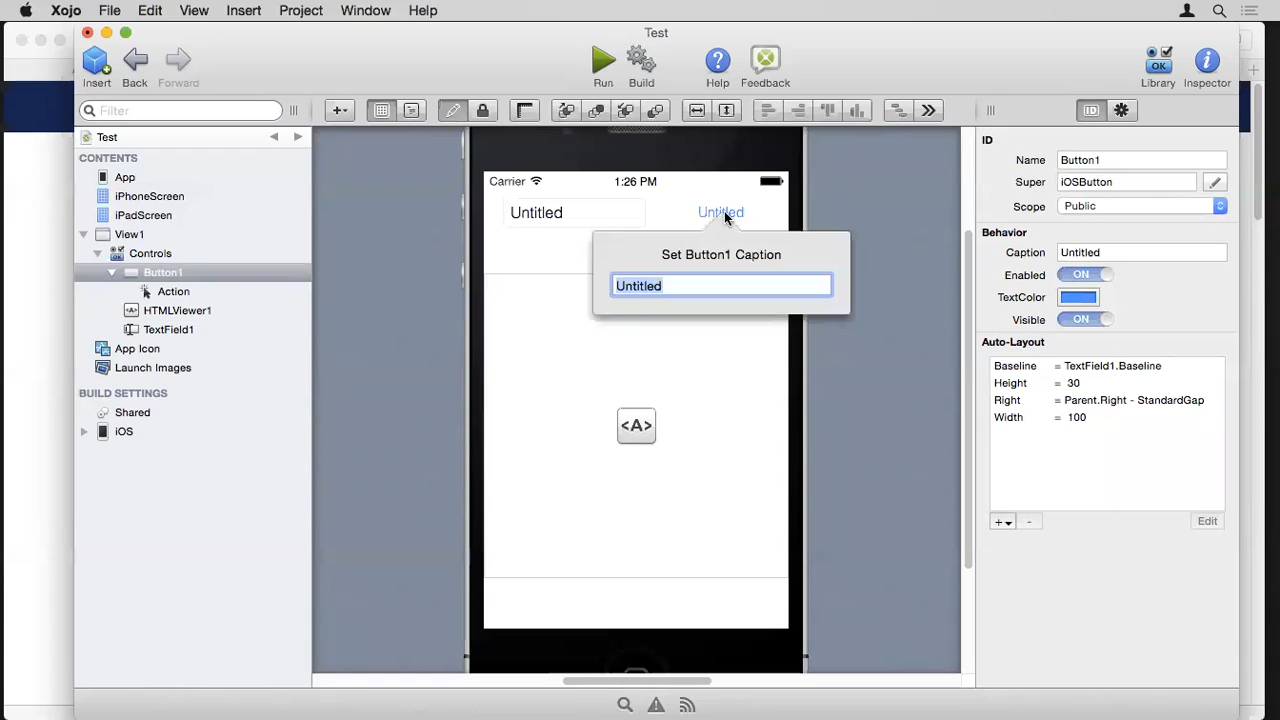 Xojo File Edit View Insert Project Window Help
Test
Insert Back Forward Run Build Help Feedback OK Library Inspector
Filter
Test
CONTENTS
App
iPhoneScreen
iPadScreen
View1
Controls
Button1
Action
<A> HTMLViewer1
TextField1
App Icon
Launch Images
BUILD SETTINGS
Shared
iOS
Carrier 1:26 PM
Untitled Untitled
Set Button1 Caption
Untitled
<A>
ID
ID
Name Button1
Super iOSButton
Scope Public
Behavior
Caption Untitled
Enabled ON
TextColor
Visible ON
Auto-Layout
Baseline = TextField1.Baseline
Height = 30
Right = Parent.Right - StandardGap
Width = 100
+ - Edit